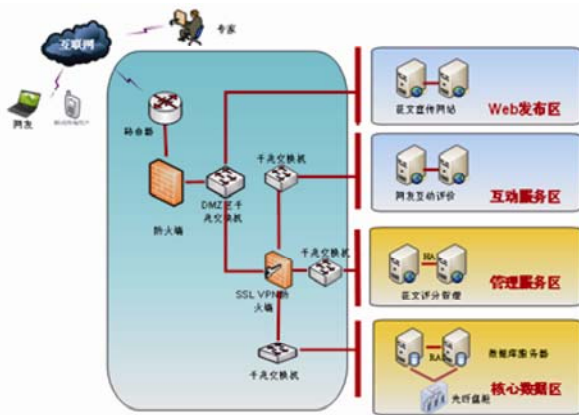 专家
互联网
网友
路由器
千兆交换机
防火墙
DMZ区千
兆交换机
千兆交换机
SSL VPN防
火墙
千兆交换机
征文宣传网站
Web发布区
网友互动评价
互动服务区
HA
征文评分管理
管理服务区
数据库服务器
光纤盘柜
核心数据区